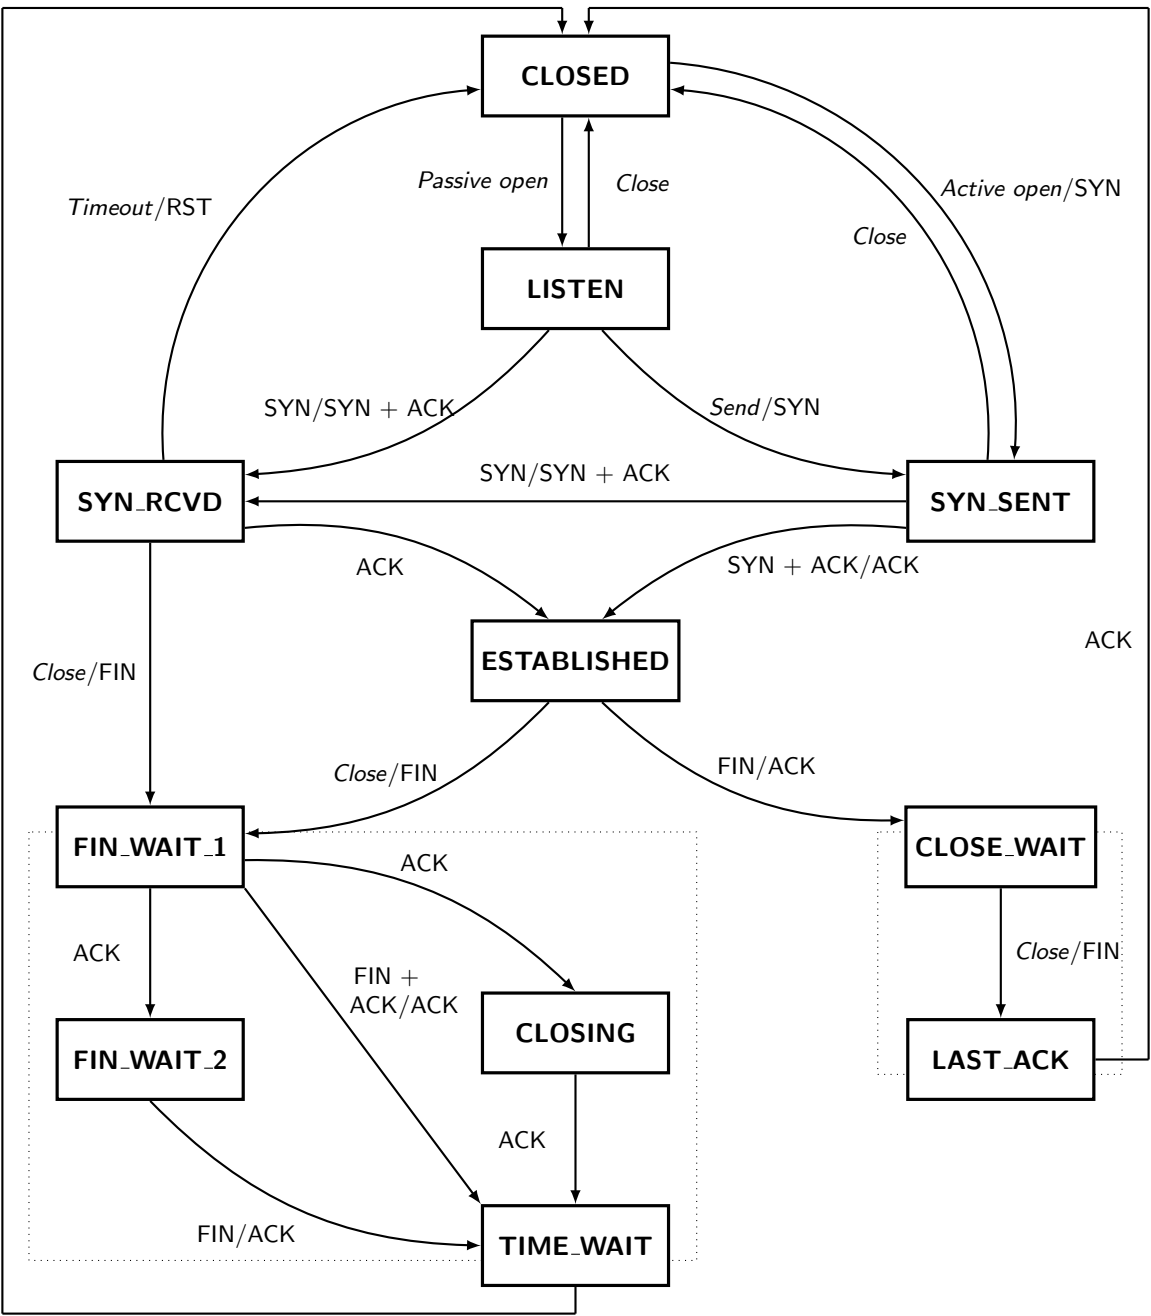 CLOSED
Passive open
Close
Active open/SYN
Timeout/RST
Close
LISTEN
SYN/SYN + ACK
Send/SYN
SYN/SYN + ACK
SYN_RCVD
SYN_SENT
ACK
SYN + ACK/ACK
ACK
ESTABLISHED
Close/FIN
Close/FIN
FIN/ACK
FIN_WAIT_1
CLOSE_WAIT
ACK
ACK
Close/FIN
FIN +
ACK/ACK
CLOSING
FIN_WAIT_2
LAST_ACK
ACK
FIN/ACK
TIME_WAIT